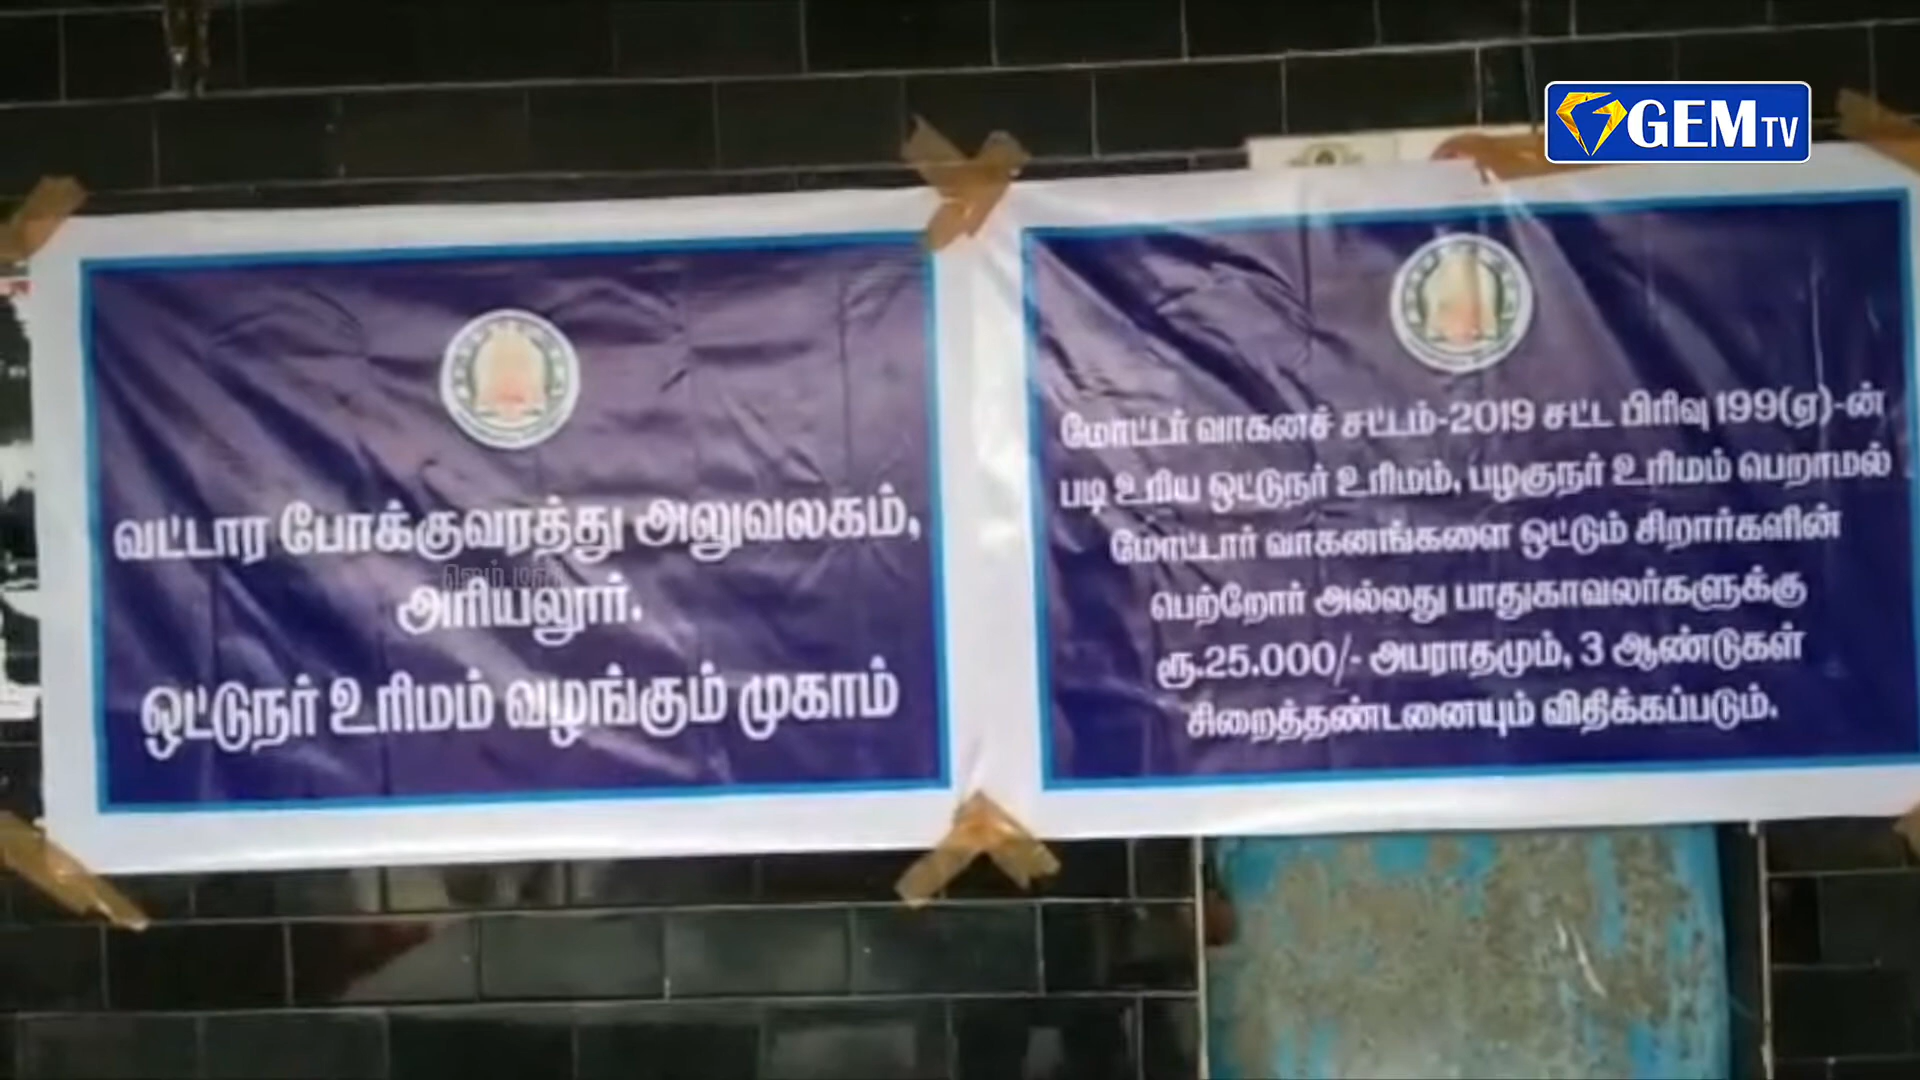 GEM TV
வட்டார போக்குவரத்து அலுவலகம்,
அரியலூர்.
ஓட்டுநர் உரிமம் வழங்கும் முகாம்
மோட்டர் வாகனச் சட்டம்-2019 சட்ட பிரிவு 199(ஏ)-ன்
படி உரிய ஓட்டுநர் உரிமம், பழகுநர் உரிமம் பெறாமல்
மோட்டார் வாகனங்களை ஓட்டும் சிறார்களின்
பெற்றோர் அல்லது பாதுகாவலர்களுக்கு
ரூ.25.000/- அபராதமும், 3 ஆண்டுகள்
சிறைத்தண்டனையும் விதிக்கப்படும்.